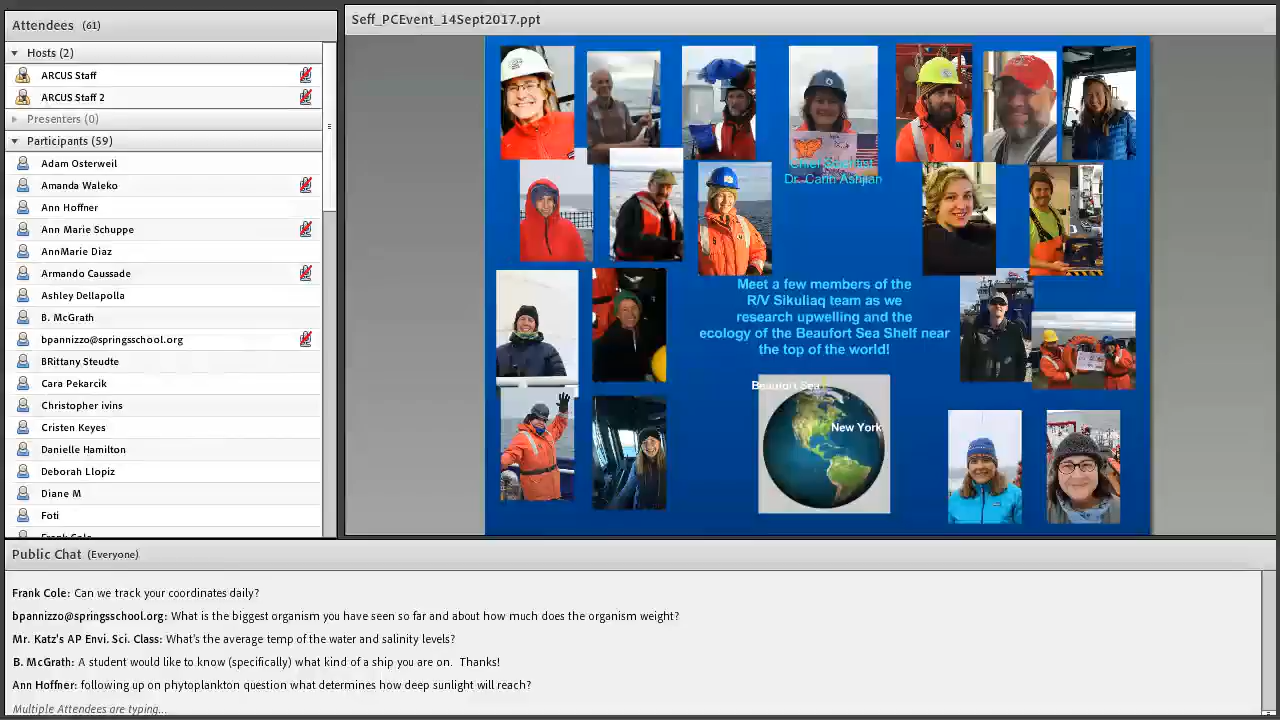 Attendees (61)
Hosts (2)
ARCUS Staff
ARCUS Staff 2
Presenters (0)
Participants (59)
Adam Osterweil
Amanda Waleko
Ann Hoffner
Ann Marie Schuppe
AnnMarie Diaz
Armando Caussade
Ashley Dellapolla
B. McGrath
bpannizzo@springsschool.org
BRittany Steudte
Cara Pekarcik
Christopher ivins
Cristen Keyes
Danielle Hamilton
Deborah Llopiz
Diane M
Foti
Frank Cole
Seff_PCEvent_14Sept2017.ppt
Chief Scientist
Dr. Carin Ashjian
Meet a few members of the
R/V Sikuliaq team as we
research upwelling and the
ecology of the Beaufort Sea Shelf near
the top of the world!
Beaufort Sea
New York
Public Chat (Everyone)
Frank Cole: Can we track your coordinates daily?
bpannizzo@springsschool.org: What is the biggest organism you have seen so far and about how much does the organism weight?
Mr. Katz's AP Envi. Sci. Class: What's the average temp of the water and salinity levels?
B. McGrath: A student would like to know (specifically) what kind of a ship you are on. Thanks!
Ann Hoffner: following up on phytoplankton question what determines how deep sunlight will reach?
Multiple Attendees are typing...